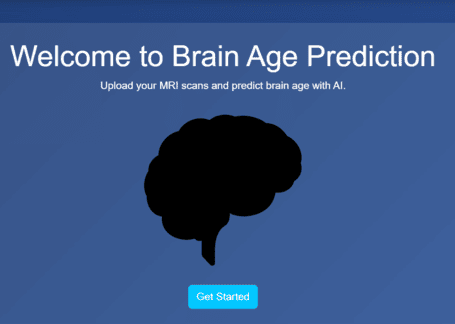 Welcome to Brain Age Prediction
Upload your MRI scans and predict brain age with AI.
Get Started